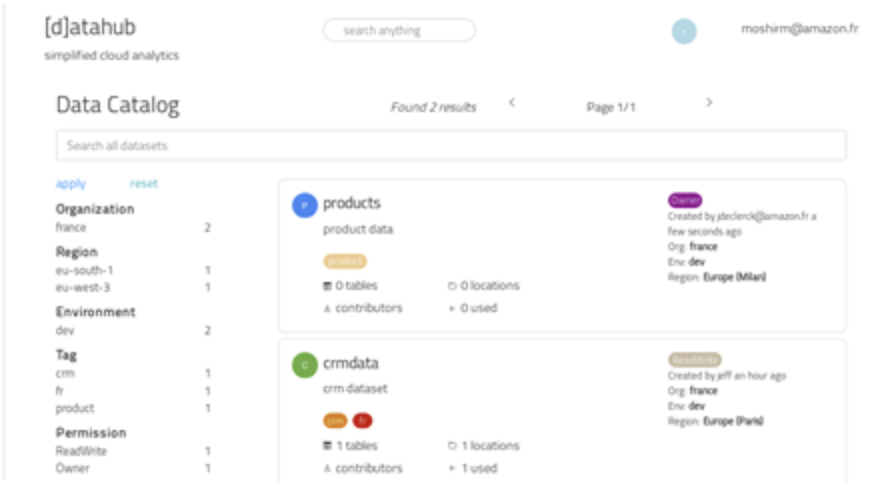 [d]atahub
search anything
moshirm@amazon.fr
simplified cloud analytics
Data Catalog
Found 2 results
<
Page 1/1
>
Search all datasets
apply reset
Organization
france 2
Region
eu-south-1 1
eu-west-3 1
Environment
dev 2
Tag
crm 1
fr 1
product 1
Permission
ReadWrite 1
Owner 1
P
products
product data
product
0 tables
0 locations
contributors
0 used
Owner
Created by jdeclerck@amazon.fr a
few seconds ago
Org: france
Env: dev
Region: Europe (Milan)
C
crmdata
crm dataset
crm fr
1 tables
1 locations
contributors
1 used
ReadWrite
Created by jeff an hour ago
Org: france
Env: dev
Region: Europe (Paris)